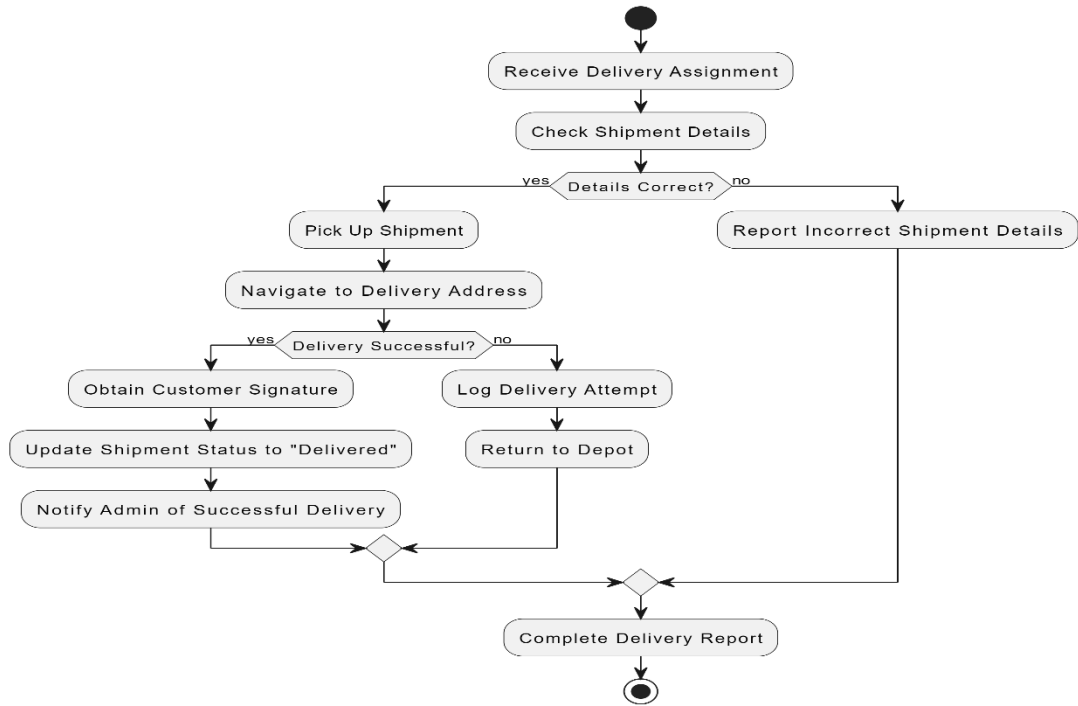 Receive Delivery Assignment
Check Shipment Details
yes
Details Correct?
no
Pick Up Shipment
Report Incorrect Shipment Details
Navigate to Delivery Address
yes
Delivery Successful?
no
Obtain Customer Signature
Log Delivery Attempt
Update Shipment Status to "Delivered"
Return to Depot
Notify Admin of Successful Delivery
Complete Delivery Report